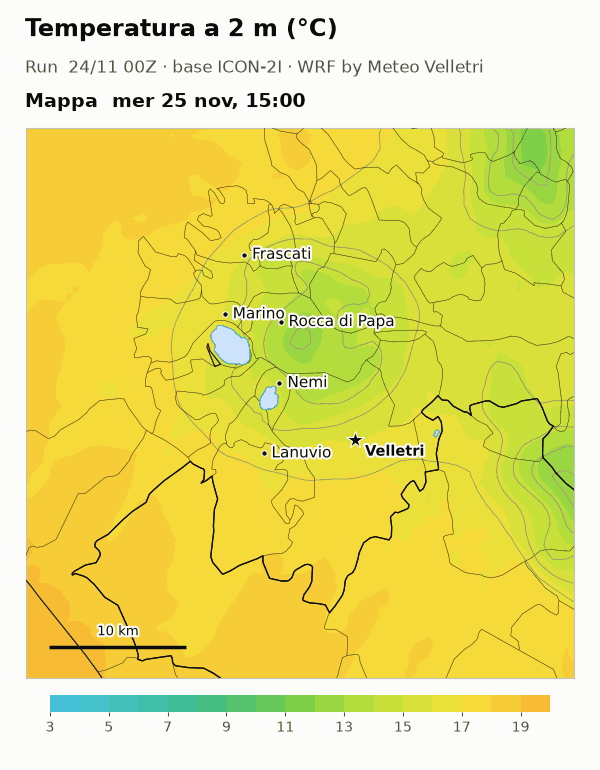 Temperatura a 2 m (°C)
Run  24/11 00Z · base ICON-2I · WRF by Meteo Velletri
Mappa  mer 25 nov, 15:00
Frascati
Marino
Rocca di Papa
Nemi
Velletri
Lanuvio
10 km
3 5 7 9 11 13 15 17 19